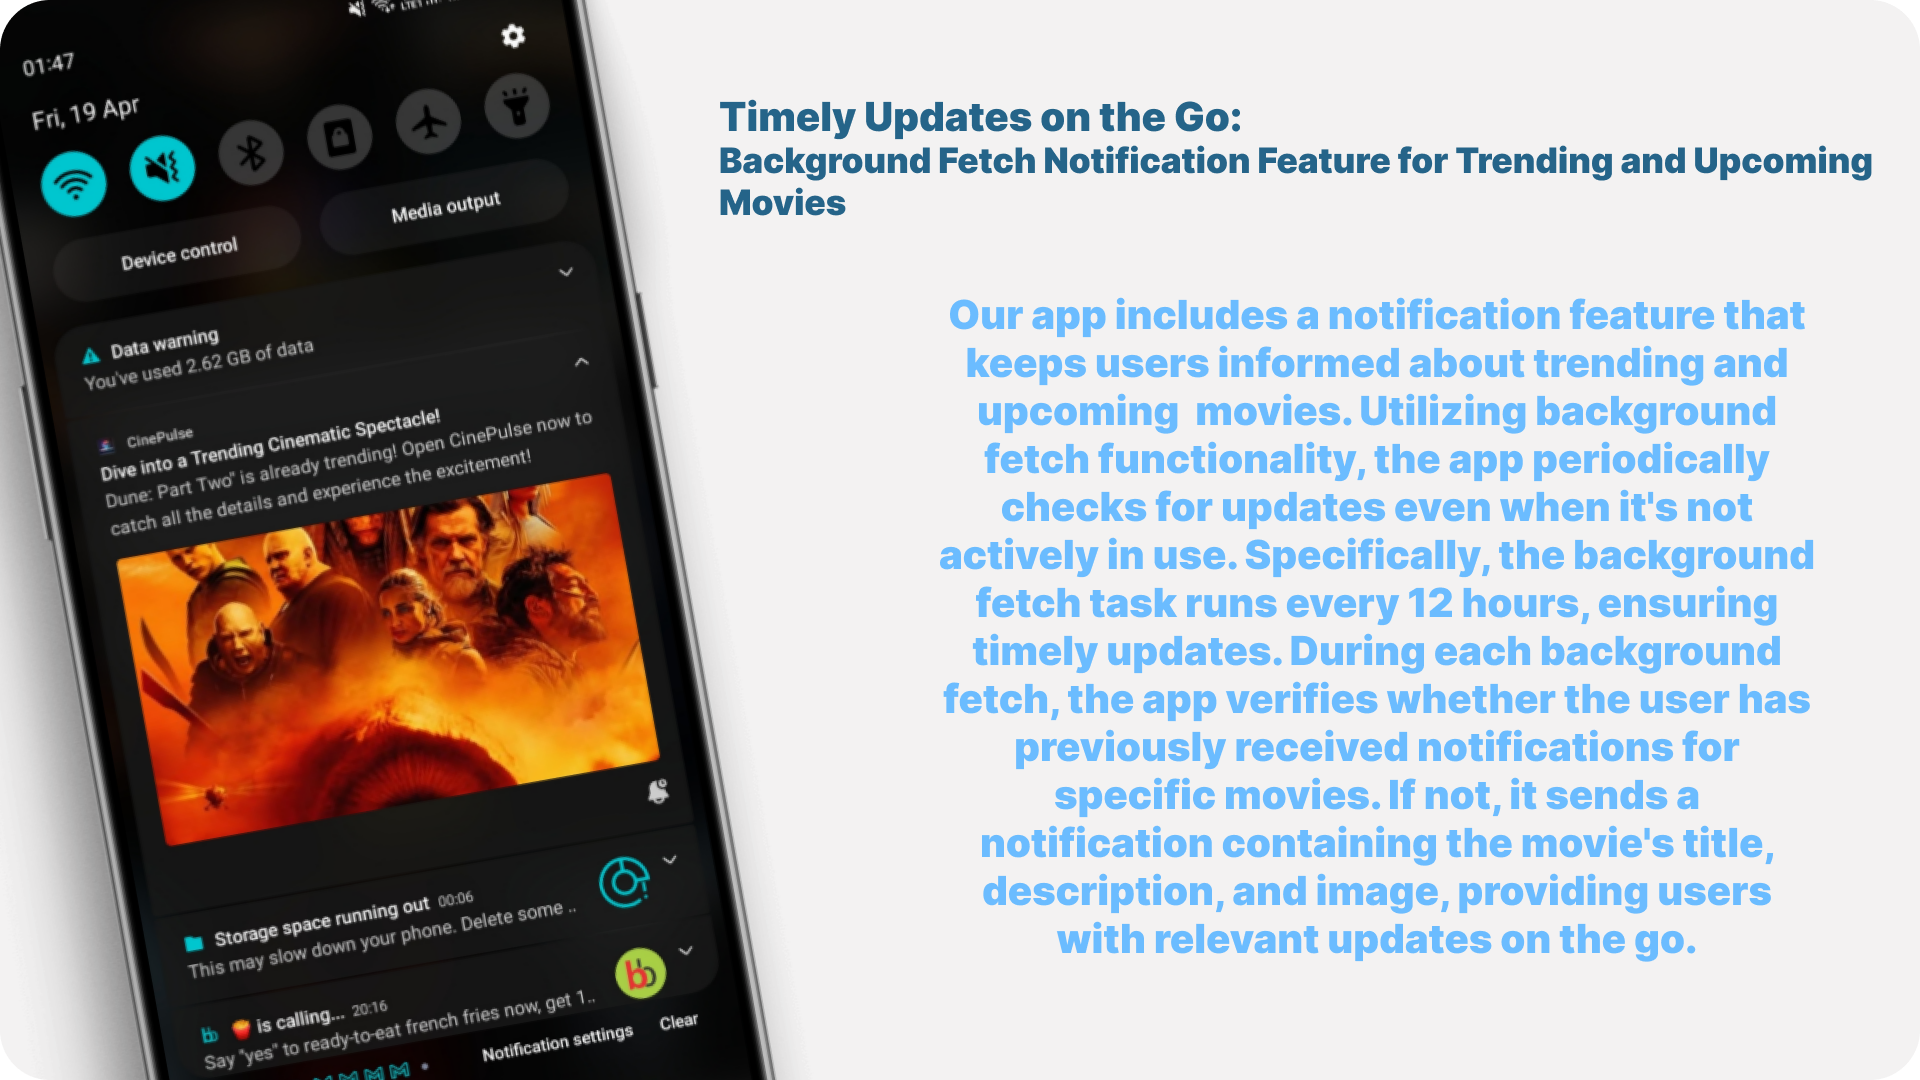 01:47
Fri, 19 Apr
Device control
Media output
Data warning
You've used 2.62 GB of data
CinePulse
Dive into a Trending Cinematic Spectacle!
Dune: Part Two" is already trending! Open CinePulse now to
catch all the details and experience the excitement!
Storage space running out 00:06
This may slow down your phone. Delete some ..
bb
is calling... 20:16
Say "yes" to ready-to-eat french fries now, get 1..
Notification settings
Clear
Timely Updates on the Go:
Background Fetch Notification Feature for Trending and Upcoming
Movies
Our app includes a notification feature that
keeps users informed about trending and
upcoming  movies. Utilizing background
fetch functionality, the app periodically
checks for updates even when it's not
actively in use. Specifically, the background
fetch task runs every 12 hours, ensuring
timely updates. During each background
fetch, the app verifies whether the user has
previously received notifications for
specific movies. If not, it sends a
notification containing the movie's title,
description, and image, providing users
with relevant updates on the go.